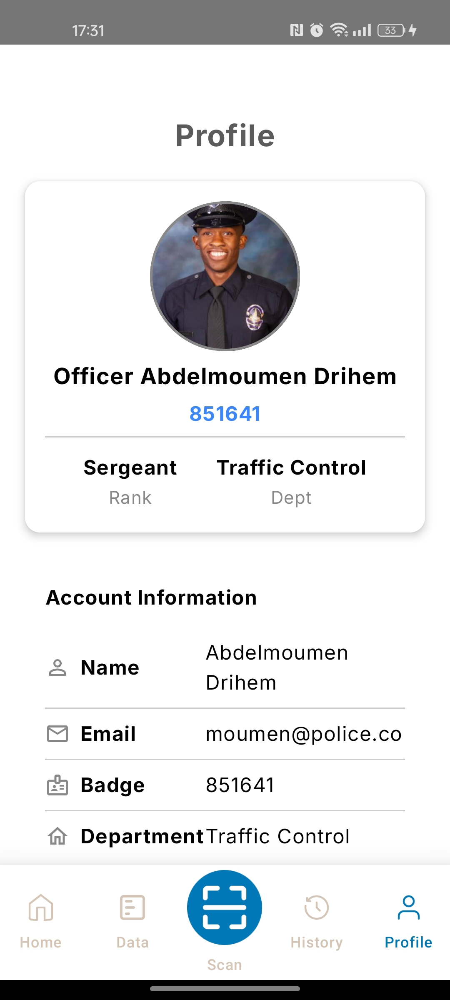 17:31
33
Profile
Officer Abdelmoumen Drihem
851641
Sergeant Traffic Control
Rank Dept
Account Information
Name Abdelmoumen
Drihem
Email moumen@police.co
Badge 851641
Department Traffic Control
Home Data Scan History Profile